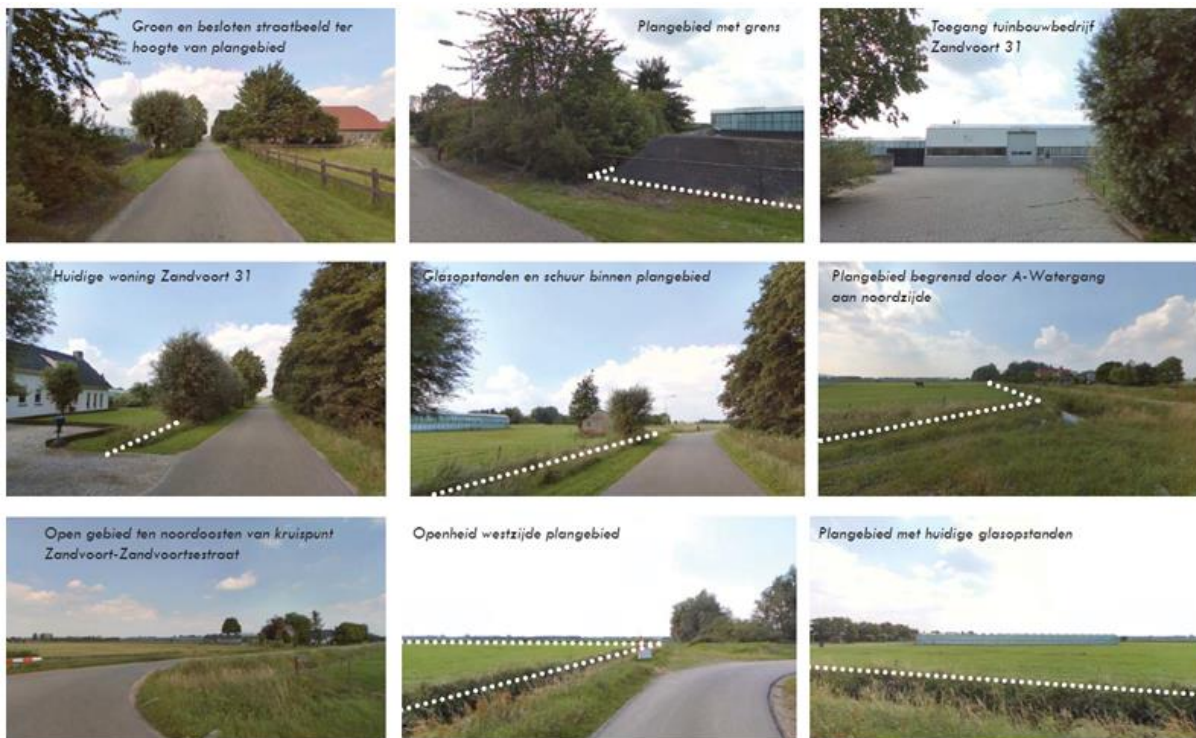 Groen en besloten straatbeeld ter
hoogte van plangebied
Plangebied met grens
Toegang tuinbouwbedrijf
Zandvoort 31
Huidige woning Zandvoort 31
Glasopstanden en schuur binnen plangebied
Plangebied begrensd door A-Watergang
aan noordzijde
Open gebied ten noordoosten van kruispunt
Zandvoort-Zandvoortsestraat
Openheid westzijde plangebied
Plangebied met huidige glasopstanden